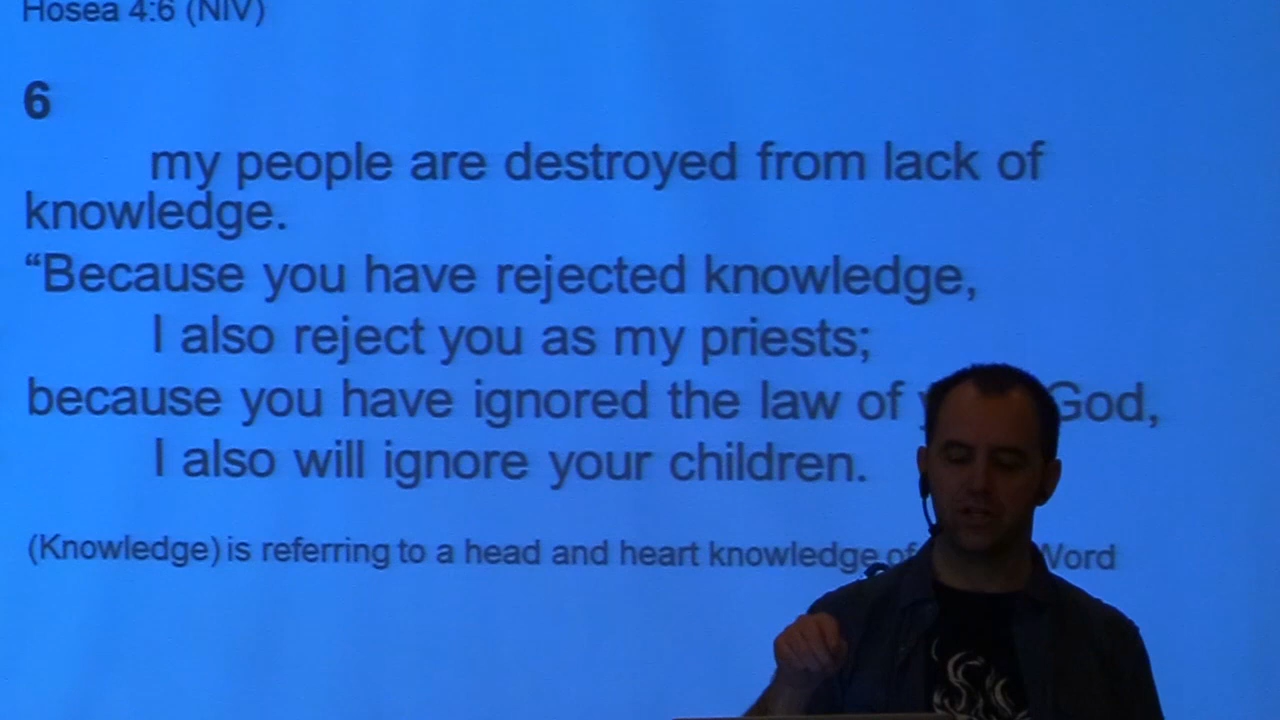 Hosea 4:6 (NIV)
6
my people are destroyed from lack of
knowledge.
“Because you have rejected knowledge,
I also reject you as my priests;
because you have ignored the law of God,
I also will ignore your children.
(Knowledge) is referring to a head and heart knowledge of Word